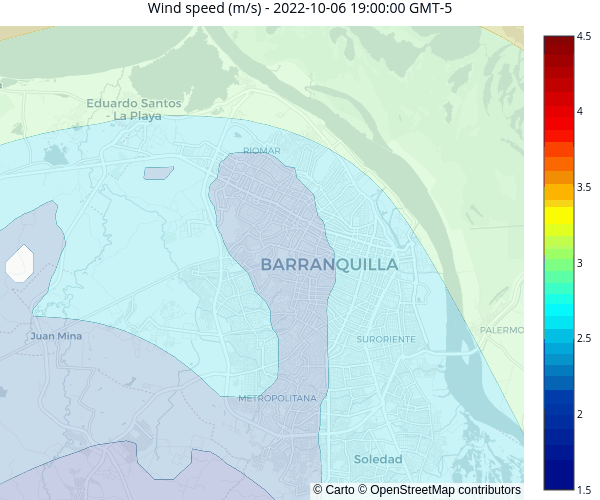 Wind speed (m/s) - 2022-10-06 19:00:00 GMT-5
4.5
4
3.5
3
2.5
2
1.5
Eduardo Santos
- La Playa
RIOMAR
BARRANQUILLA
PALERMO
Juan Mina
SURORIENTE
METROPOLITANA
Soledad
© Carto © OpenStreetMap contributors